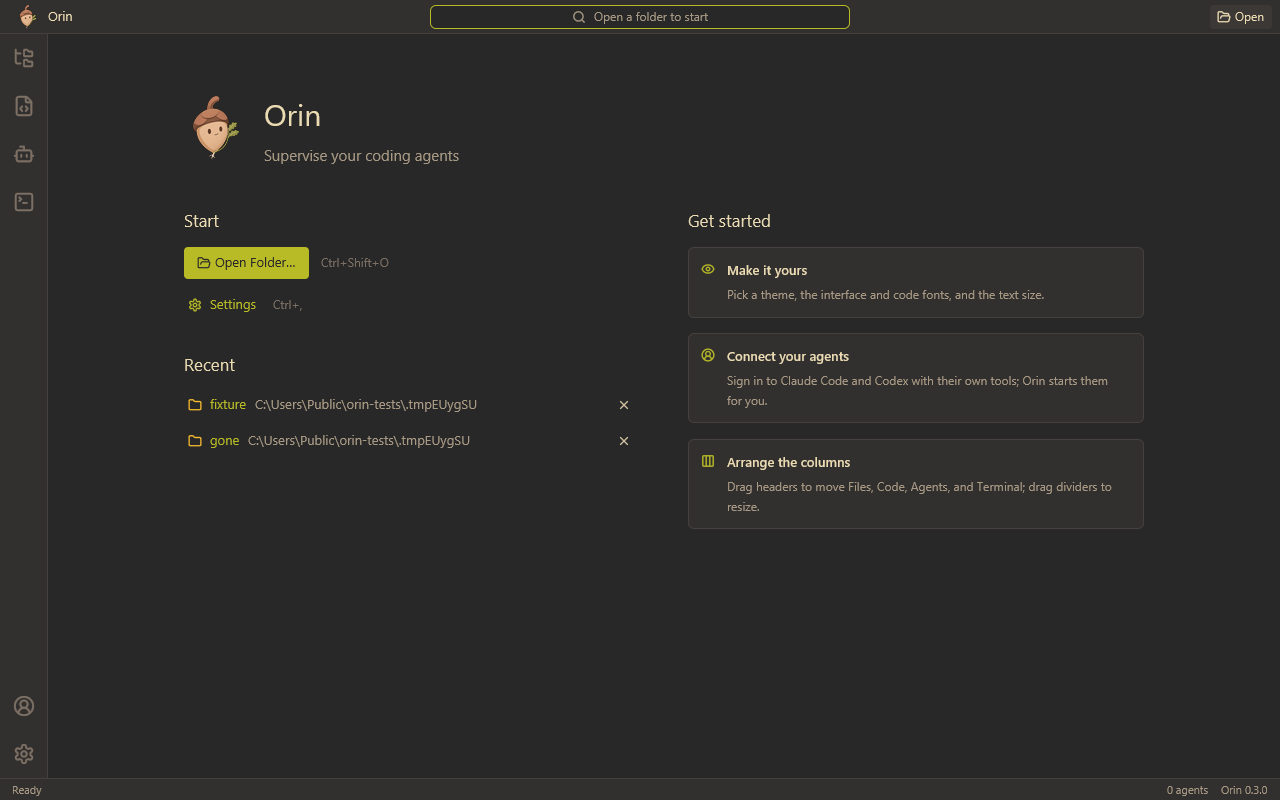 Orin
Open a folder to start
Open
Orin
Supervise your coding agents
Start
Open Folder... Ctrl+Shift+O
Settings Ctrl+,
Recent
fixture C:\Users\Public\orin-tests\.tmpEUygSU
gone C:\Users\Public\orin-tests\.tmpEUygSU
Get started
Make it yours
Pick a theme, the interface and code fonts, and the text size.
Connect your agents
Sign in to Claude Code and Codex with their own tools; Orin starts them
for you.
Arrange the columns
Drag headers to move Files, Code, Agents, and Terminal; drag dividers to
resize.
Ready
0 agents
Orin 0.3.0